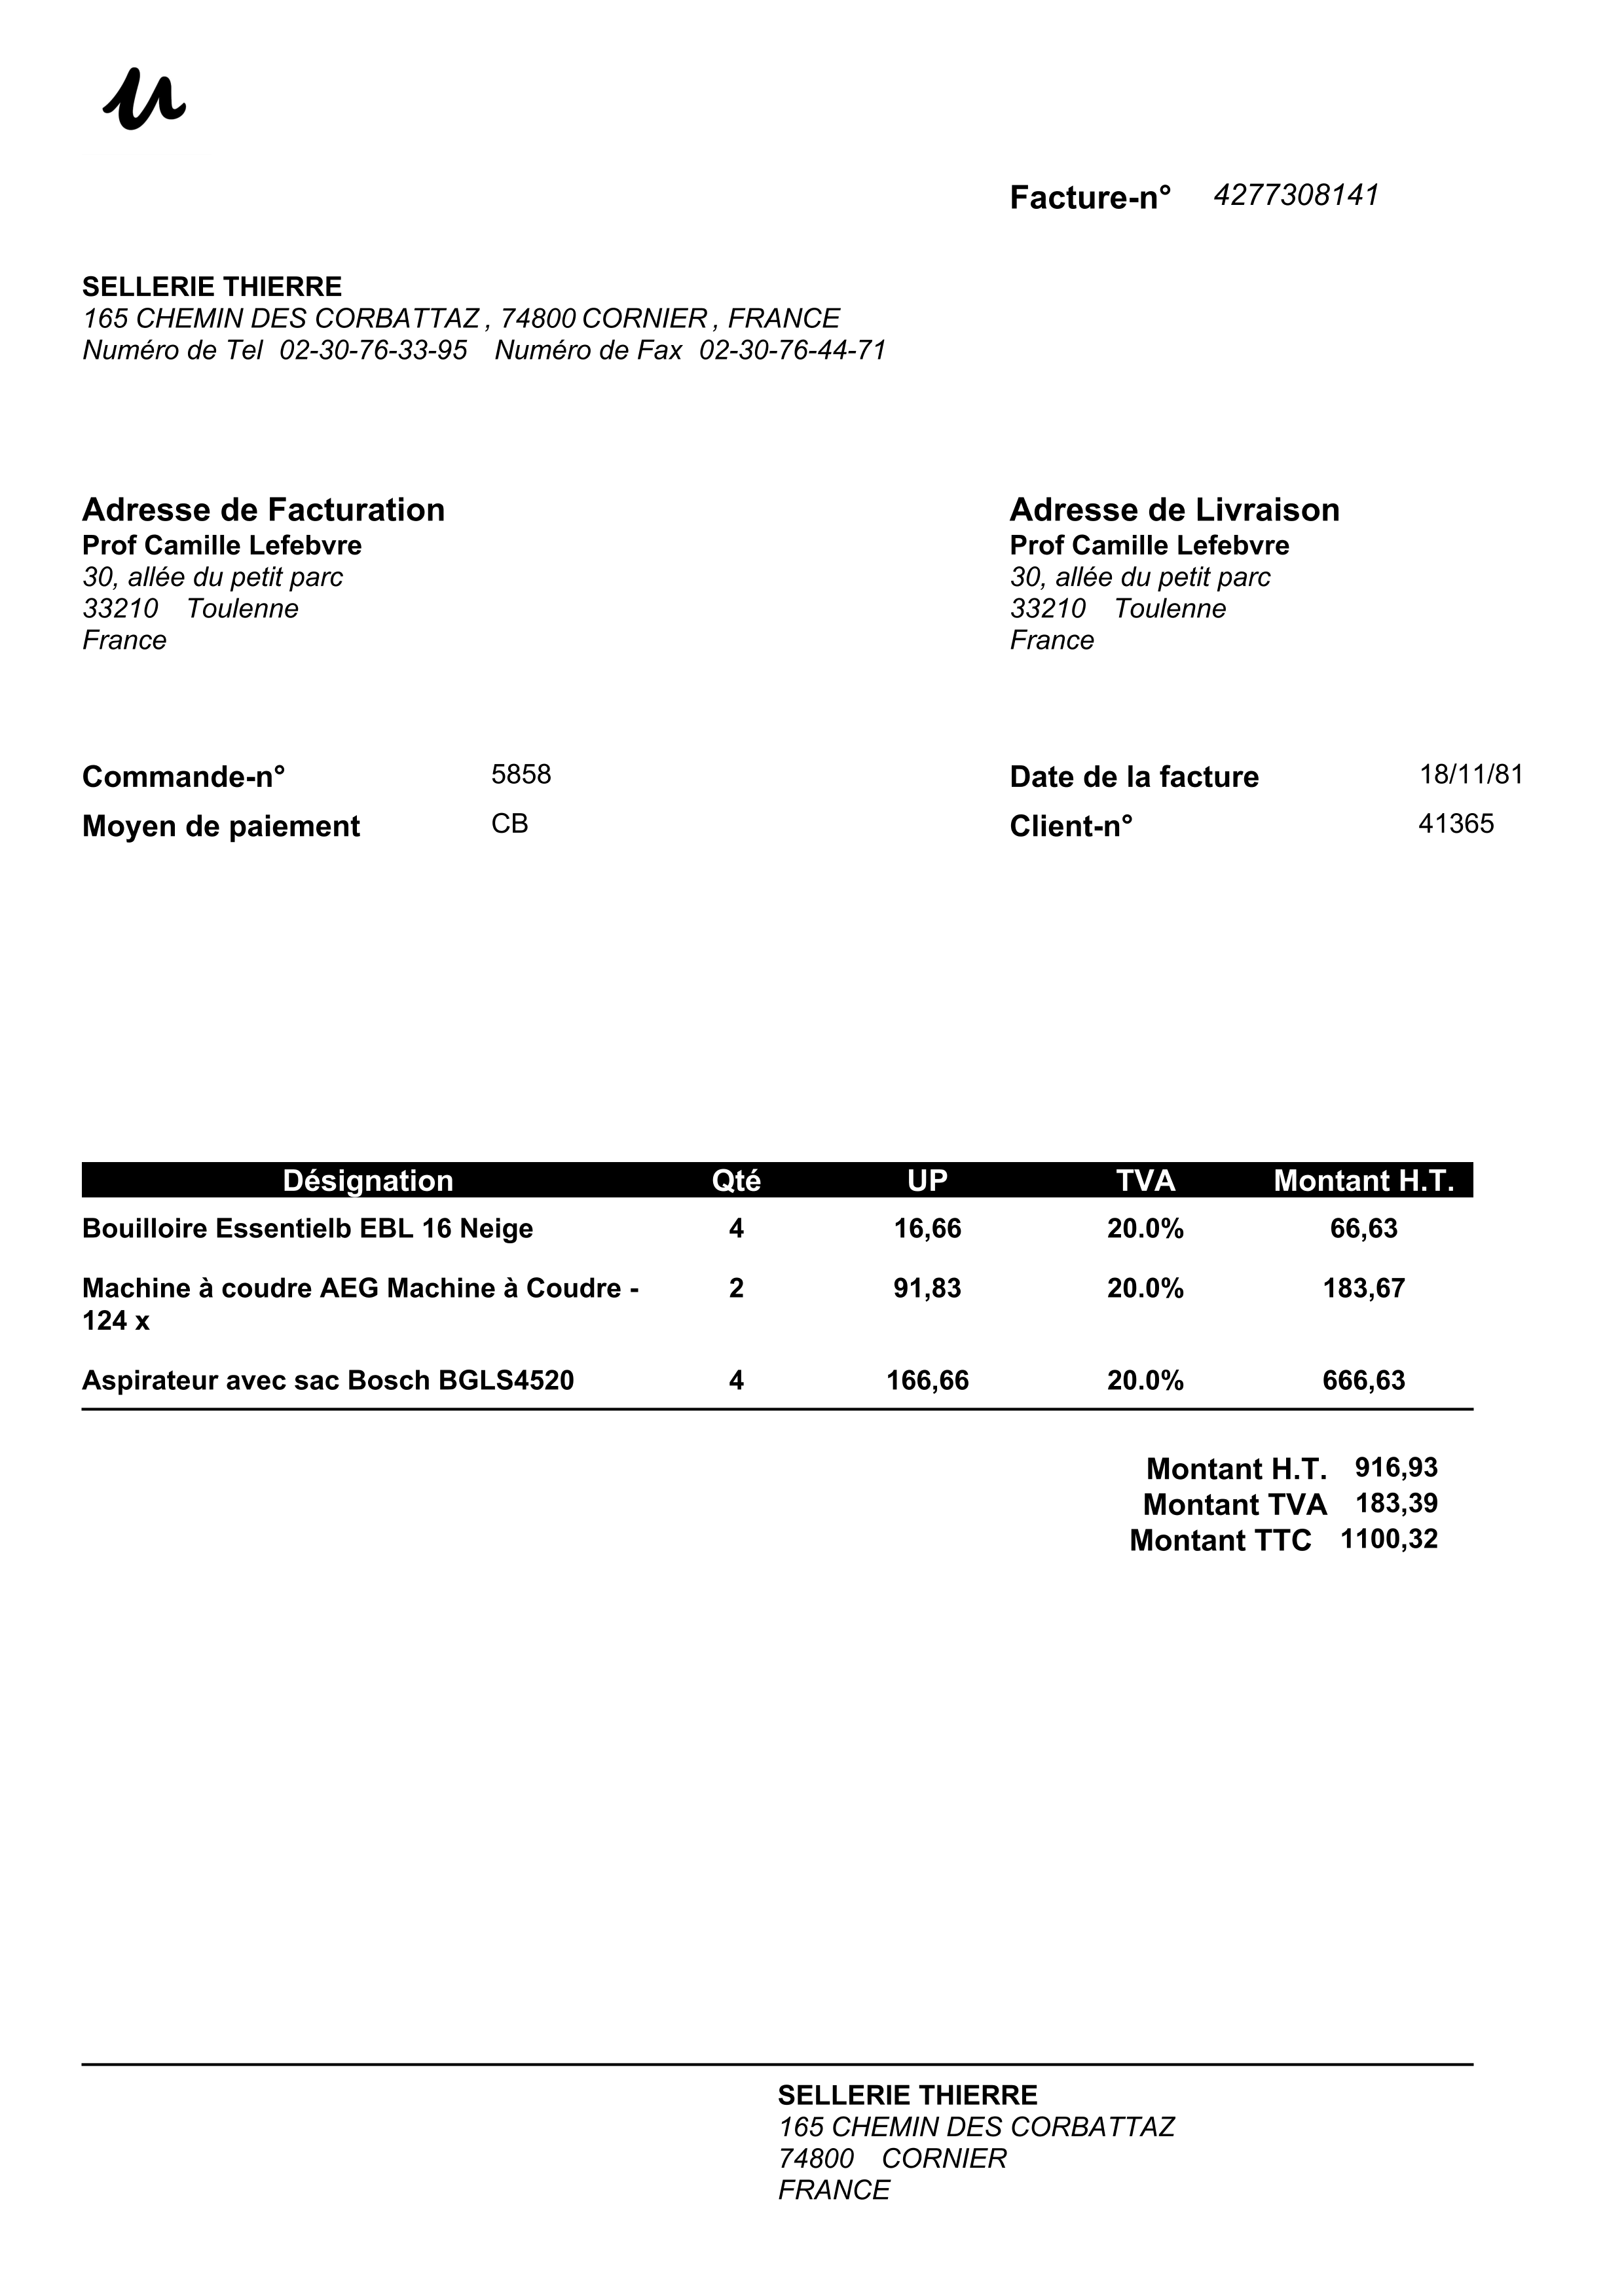 u
Facture-n° 4277308141
SELLERIE THIERRE
165 CHEMIN DES CORBATTAZ , 74800 CORNIER , FRANCE
Numéro de Tel 02-30-76-33-95 Numéro de Fax 02-30-76-44-71
Adresse de Facturation
Prof Camille Lefebvre
30, allée du petit parc
33210 Toulenne
France
Adresse de Livraison
Prof Camille Lefebvre
30, allée du petit parc
33210 Toulenne
France
Commande-n° 5858
Moyen de paiement CB
Date de la facture 18/11/81
Client-n° 41365
Désignation Qté UP TVA Montant H.T.
Bouilloire Essentielb EBL 16 Neige 4 16,66 20.0% 66,63
Machine à coudre AEG Machine à Coudre - 2 91,83 20.0% 183,67
124 x
Aspirateur avec sac Bosch BGLS4520 4 166,66 20.0% 666,63
Montant H.T. 916,93
Montant TVA 183,39
Montant TTC 1100,32
SELLERIE THIERRE
165 CHEMIN DES CORBATTAZ
74800 CORNIER
FRANCE